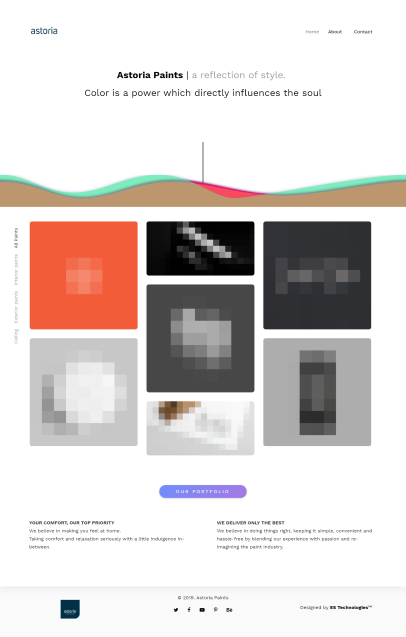 astoria
Home About Contact
Astoria Paints | a reflection of style.
Color is a power which directly influences the soul
All Paints
Interior paints
Exterior paints
Ceiling
OUR PORTFOLIO
YOUR COMFORT, OUR TOP PRIORITY
We believe in making you feel at home.
Taking comfort and relaxation seriously with a little indulgence in-
between.
WE DELIVER ONLY THE BEST
We believe in doing things right, keeping it simple, convenient and
hassle-free by blending our experience with passion and re-
imagining the paint industry.
astoria
© 2019. Astoria Paints
Designed by ES Technologies™